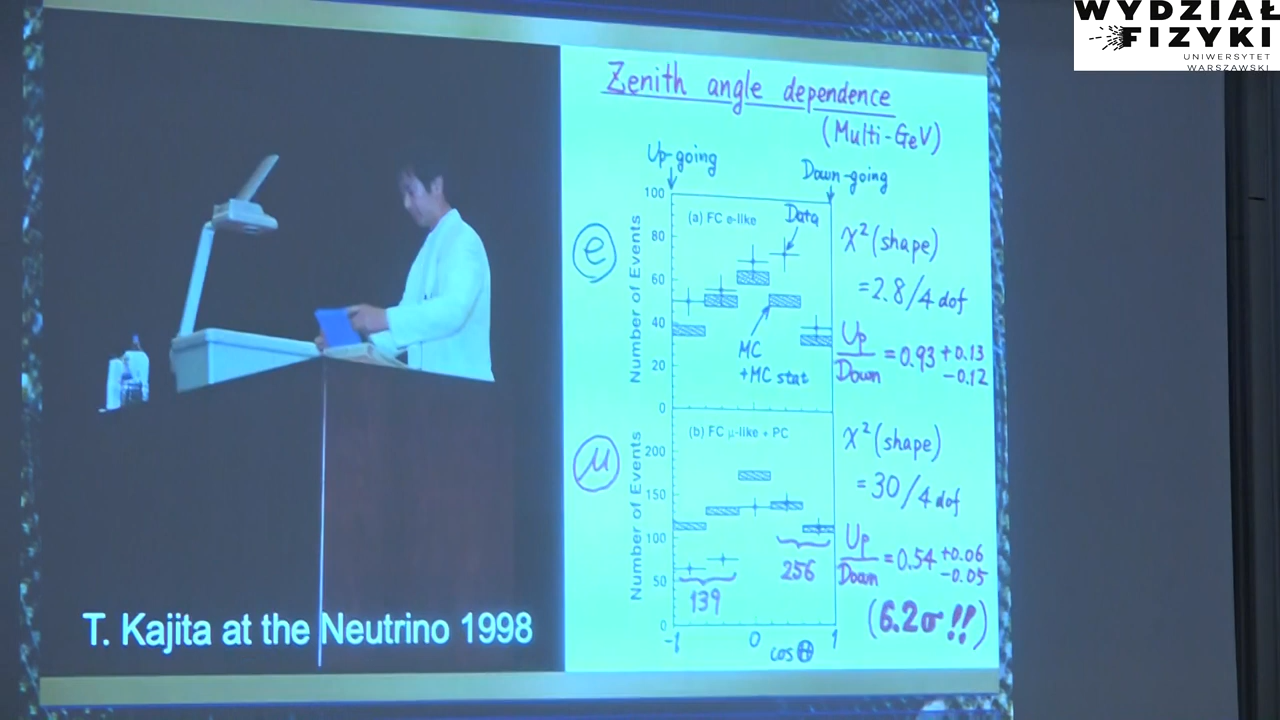 WYDZIAŁ
FIZYKI
UNIWERSYTET
WARSZAWSKI
Zenith angle dependence
(Multi-GeV)
Up-going
Down-going
100
80
60
40
20
0
Number of Events
(a) FC e-like
Data
MC
+MC stat
e
χ²(shape)
=2.8/4 dof
Up
Down
=0.93 +0.13
-0.12
200
150
100
50
0
Number of Events
(b) FC μ-like + PC
139
256
-1 0 1
cos Θ
μ
χ²(shape)
=30/4 dof
Up
Down
=0.54 +0.06
-0.05
(6.2σ!!)
T. Kajita at the Neutrino 1998